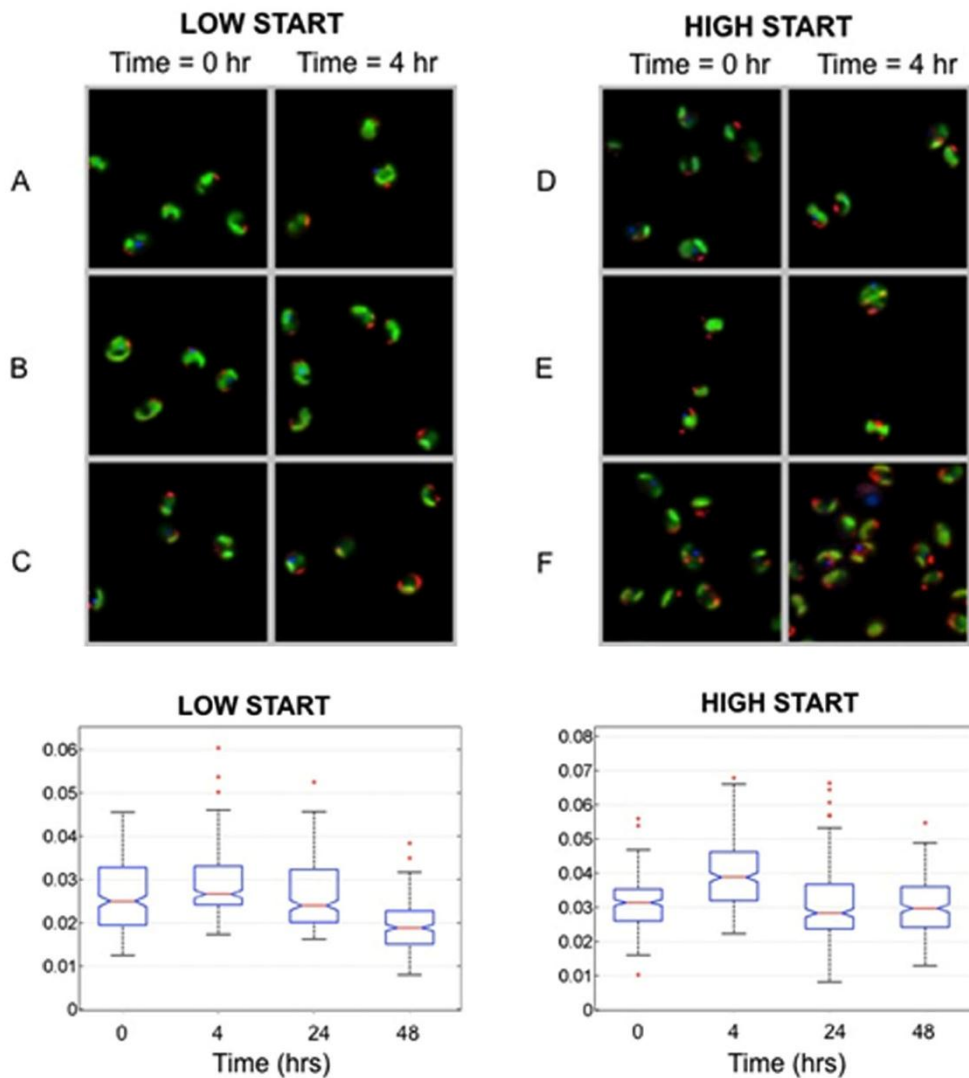 LOW START
Time = 0 hr Time = 4 hr
A
B
C
HIGH START
Time = 0 hr Time = 4 hr
D
E
F
LOW START
0.06
0.05
0.04
0.03
0.02
0.01
0
0 4 24 48
Time (hrs)
HIGH START
0.08
0.07
0.06
0.05
0.04
0.03
0.02
0.01
0
0 4 24 48
Time (hrs)